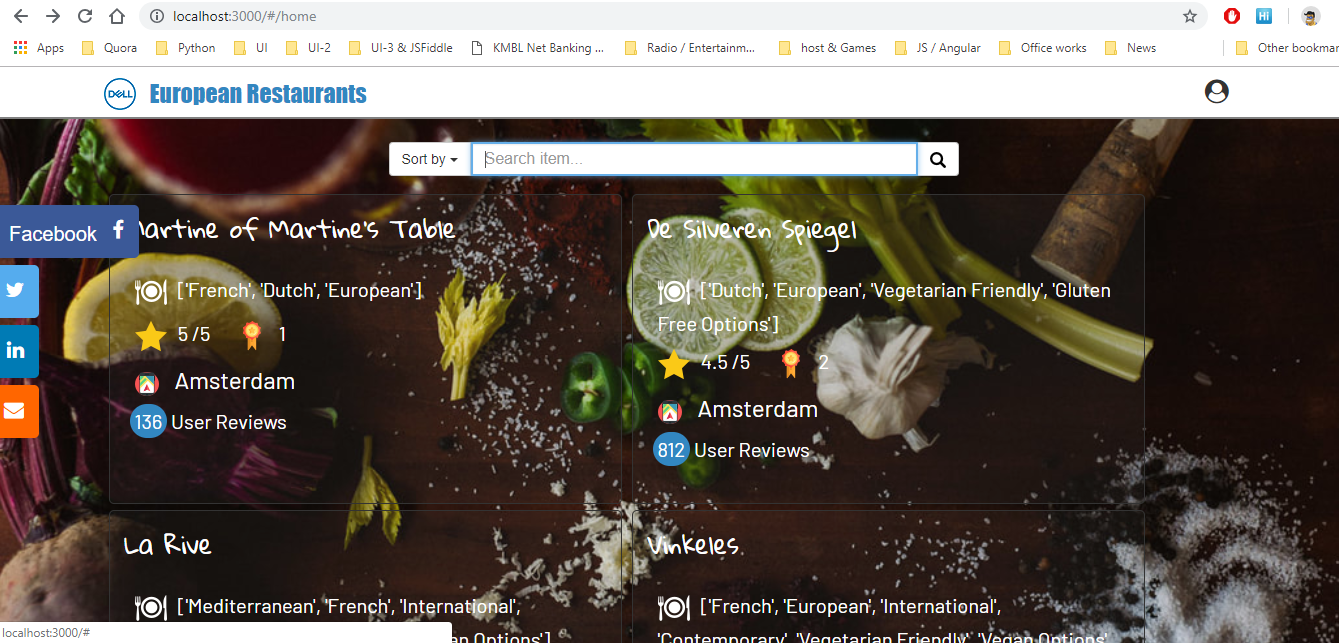 localhost:3000/#/home
Hi
Apps Quora Python UI UI-2 UI-3 & JSFiddle KMBL Net Banking ... Radio / Entertainm... host & Games JS / Angular Office works News Other bookmar
DELL European Restaurants
Sort by Search item...
Facebook f
in
Martine of Martine's Table
['French', 'Dutch', 'European']
5 /5 1
Amsterdam
136 User Reviews
De Silveren Spiegel
['Dutch', 'European', 'Vegetarian Friendly', 'Gluten
Free Options']
4.5 /5 2
Amsterdam
812 User Reviews
La Rive
['Mediterranean', 'French', 'International',
an Options']
Vinkeles
['French', 'European', 'International',
'Contemporary', 'Vegetarian Friendly', 'Vegan Options',
localhost:3000/#